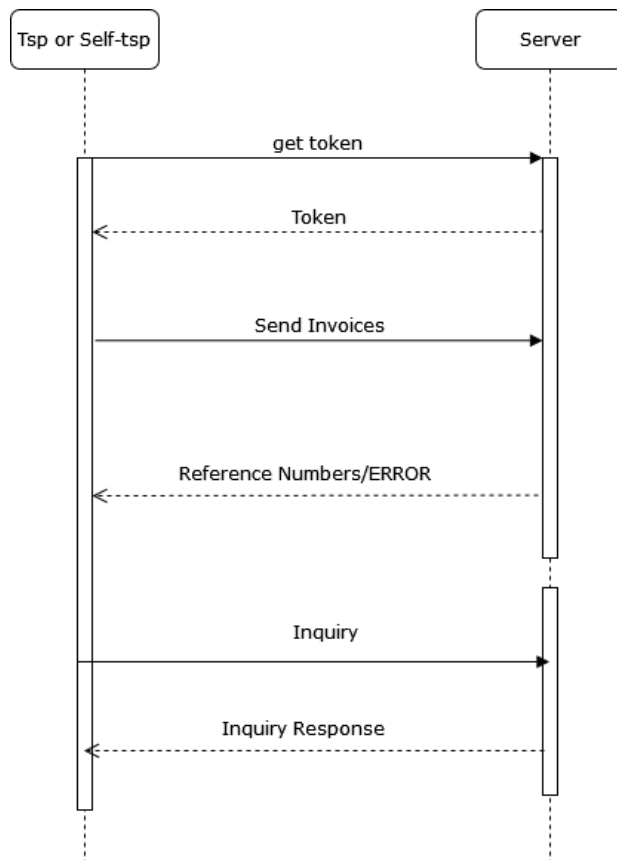 Tsp or Self-tsp
Server
get token
Token
Send Invoices
Reference Numbers/ERROR
Inquiry
Inquiry Response